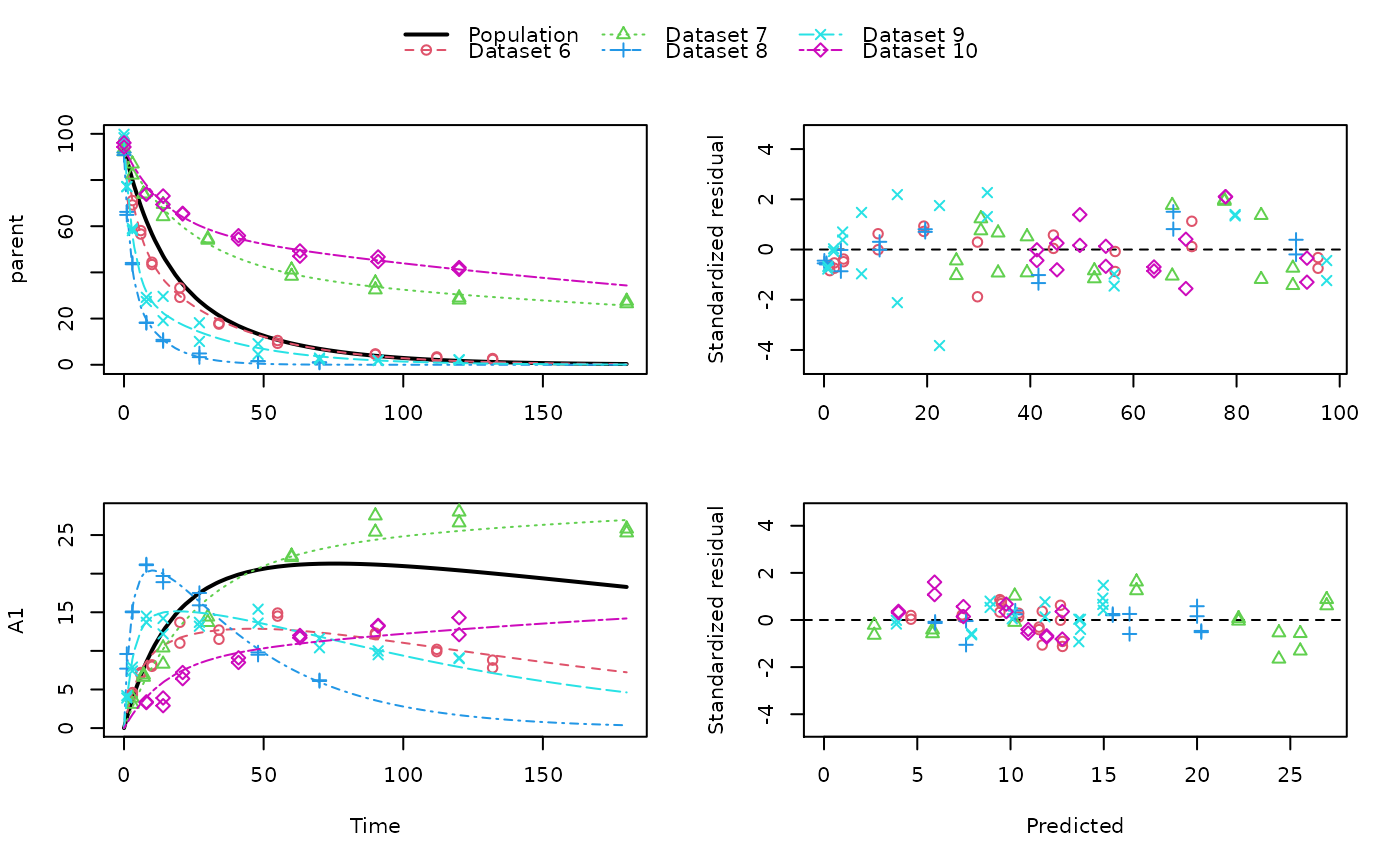 Population Dataset 7 Dataset 9
Dataset 6 Dataset 8 Dataset 10
parent
100
60
20
0
0 50 100 150
Standardized residual
4
2
0
-2
-4
0 20 40 60 80 100
A1
25
15
5
0
0 50 100 150
Time
Standardized residual
4
2
0
-2
-4
0 5 10 15 20 25
Predicted